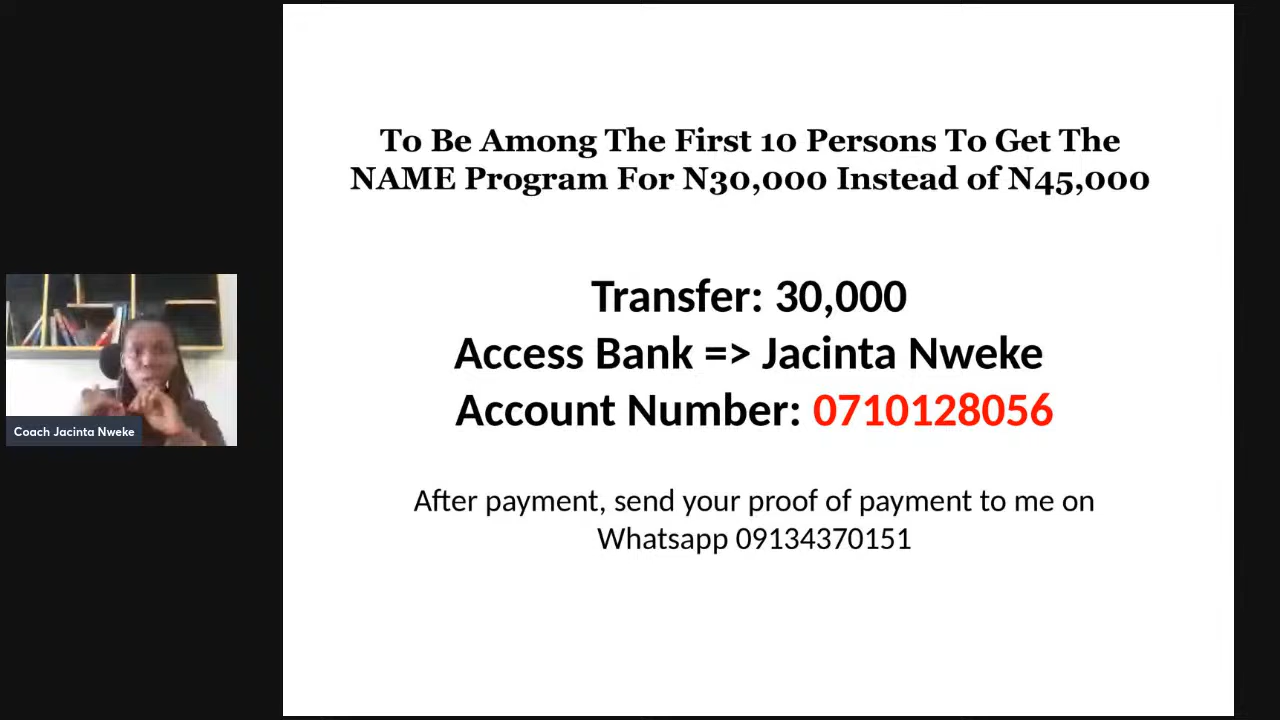 To Be Among The First 10 Persons To Get The
NAME Program For N30,000 Instead of N45,000
Transfer: 30,000
Access Bank => Jacinta Nweke
Account Number: 0710128056
After payment, send your proof of payment to me on
Whatsapp 09134370151
Coach Jacinta Nweke